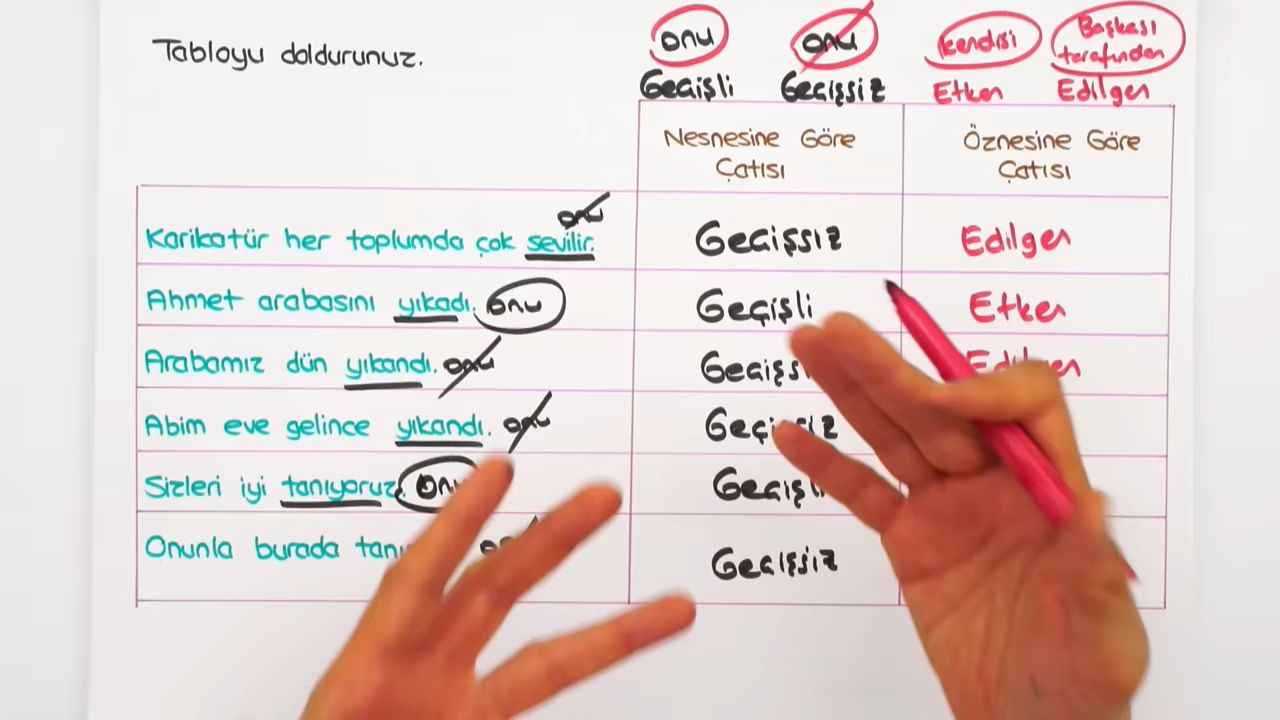 Tabloyu doldurunuz.
onu onu kendisi Başkası tarafından
Geçişli Geçişsiz Etken Edilgen
Nesnesine Göre Çatısı
Öznesine Göre Çatısı
onu
Karikatür her toplumda çok sevilir. Geçişsiz Edilgen
Ahmet arabasını yıkadı. onu Geçişli Etken
Arabamız dün yıkandı. onu
Abim eve gelince yıkandı. onu
Sizleri iyi tanıyoruz.
Onunla burada
Geçişsiz